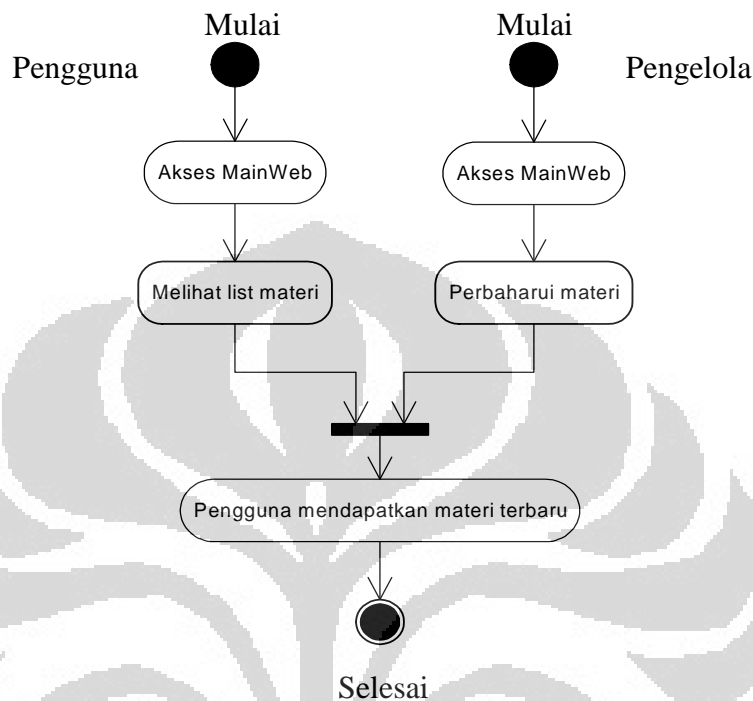 Mulai Mulai
Pengguna Pengelola
Akses MainWeb Akses MainWeb
Melihat list materi Perbaharui materi
Pengguna mendapatkan materi terbaru
Selesai